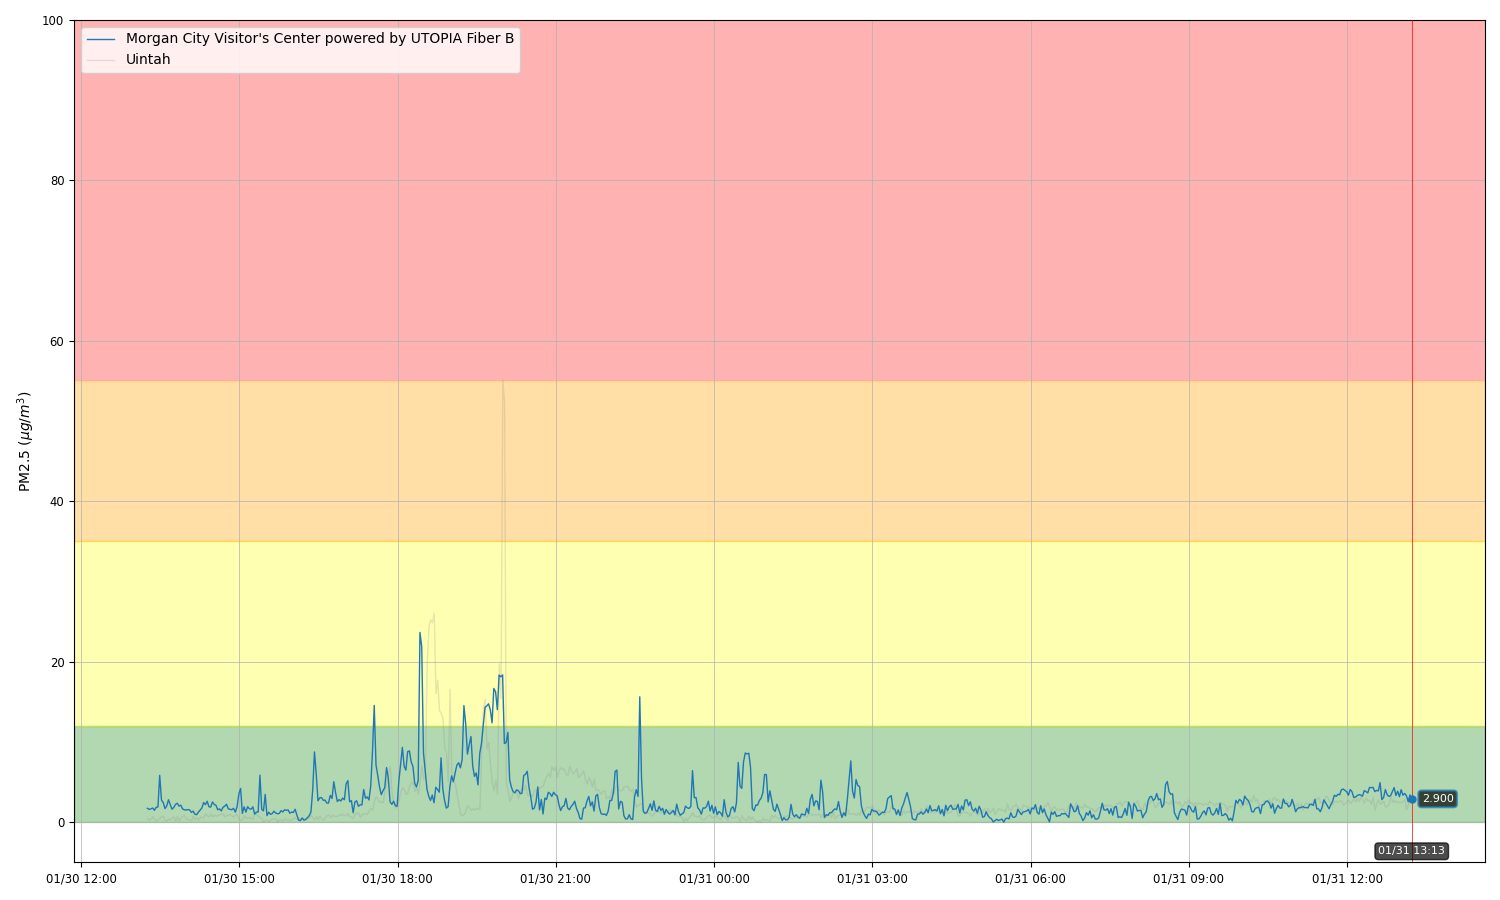 100
80
60
40
20
0
PM2.5 (μg/m³)
Morgan City Visitor's Center powered by UTOPIA Fiber B
Uintah
2.900
01/31 13:13
01/30 12:00 01/30 15:00 01/30 18:00 01/30 21:00 01/31 00:00 01/31 03:00 01/31 06:00 01/31 09:00 01/31 12:00